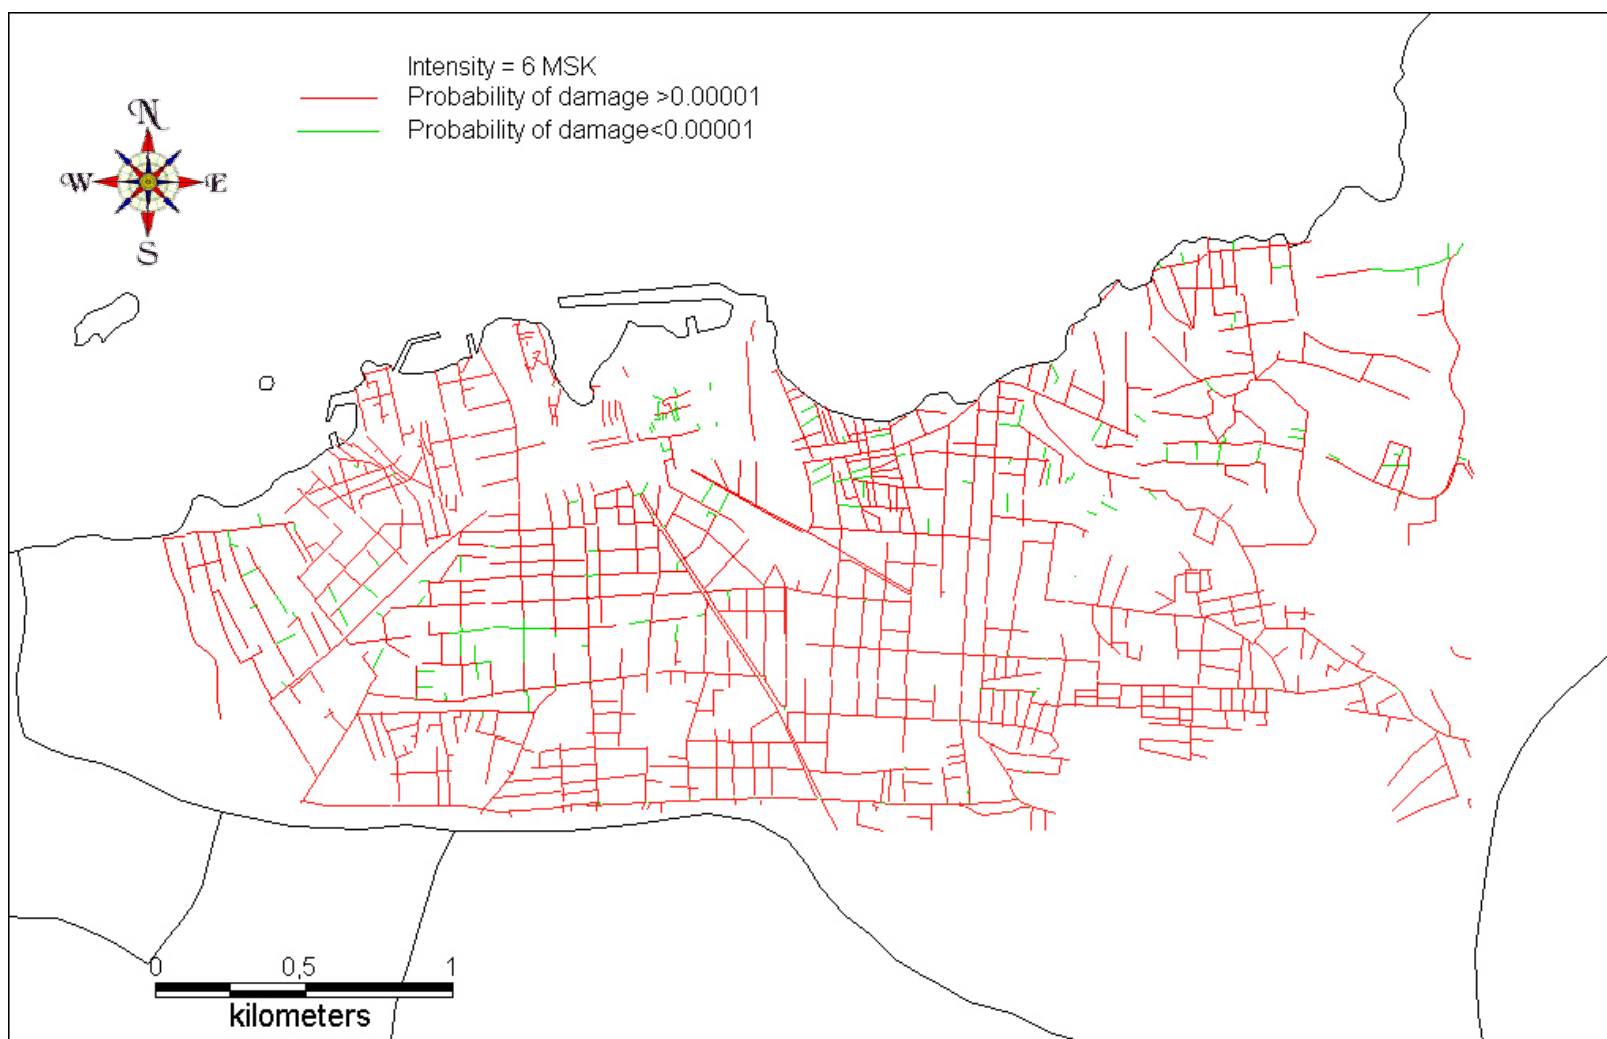 Intensity = 6 MSK
Probability of damage >0.00001
Probability of damage<0.00001
N
W E
S
0 0,5 1
kilometers